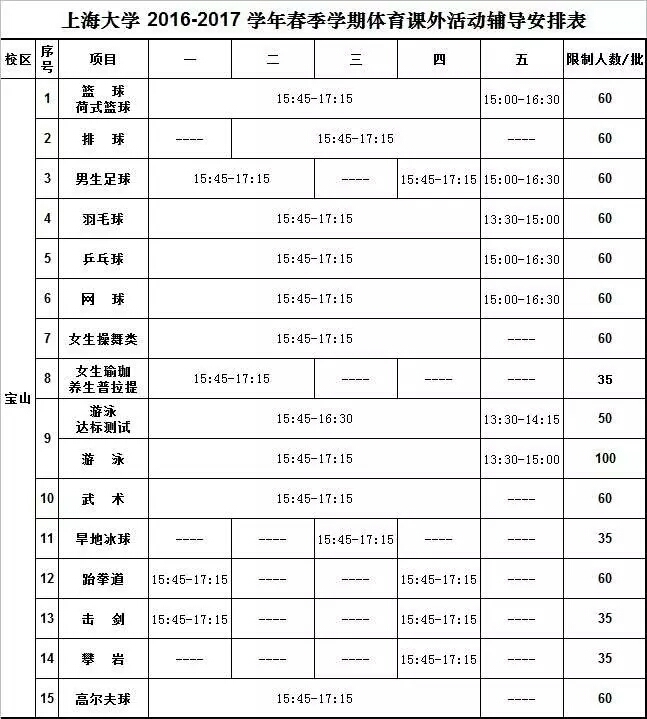 上海大学 2016-2017 学年春季学期体育课外活动辅导安排表
校区 序号 项目 一 二 三 四 五 限制人数/批
宝山
1 篮 球 荷式篮球 15:45-17:15 15:00-16:30 60
2 排 球 ---- 15:45-17:15 ---- 60
3 男生足球 15:45-17:15 ---- 15:45-17:15 15:00-16:30 60
4 羽毛球 15:45-17:15 13:30-15:00 60
5 乒乓球 15:45-17:15 15:00-16:30 60
6 网 球 15:45-17:15 15:00-16:30 60
7 女生操舞类 15:45-17:15 ---- 60
8 女生瑜珈 养生普拉提 15:45-17:15 ---- ---- ---- 35
9 游泳 达标测试 15:45-16:30 13:30-14:15 50
游 泳 15:45-17:15 13:30-15:00 100
10 武 术 15:45-17:15 ---- 60
11 旱地冰球 ---- ---- 15:45-17:15 ---- ---- 35
12 跆拳道 15:45-17:15 ---- ---- 15:45-17:15 ---- 60
13 击 剑 15:45-17:15 ---- ---- 15:45-17:15 ---- 35
14 攀 岩 ---- ---- ---- 15:45-17:15 ---- 35
15 高尔夫球 15:45-17:15 ---- 60